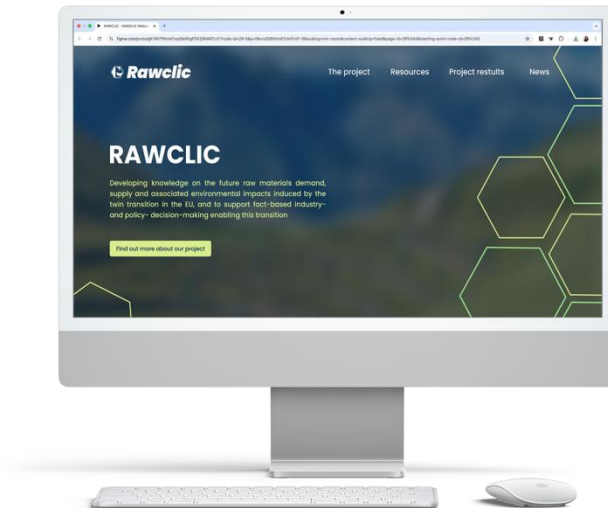 Rawclic
The project
Resources
Project restults
News
RAWCLIC
Developing knowledge on the future raw materials demand,
supply and associated environmental impacts induced by the
twin transition in the EU, and to support fact-based industry-
and policy- decision-making enabling this transition
Find out more about our project